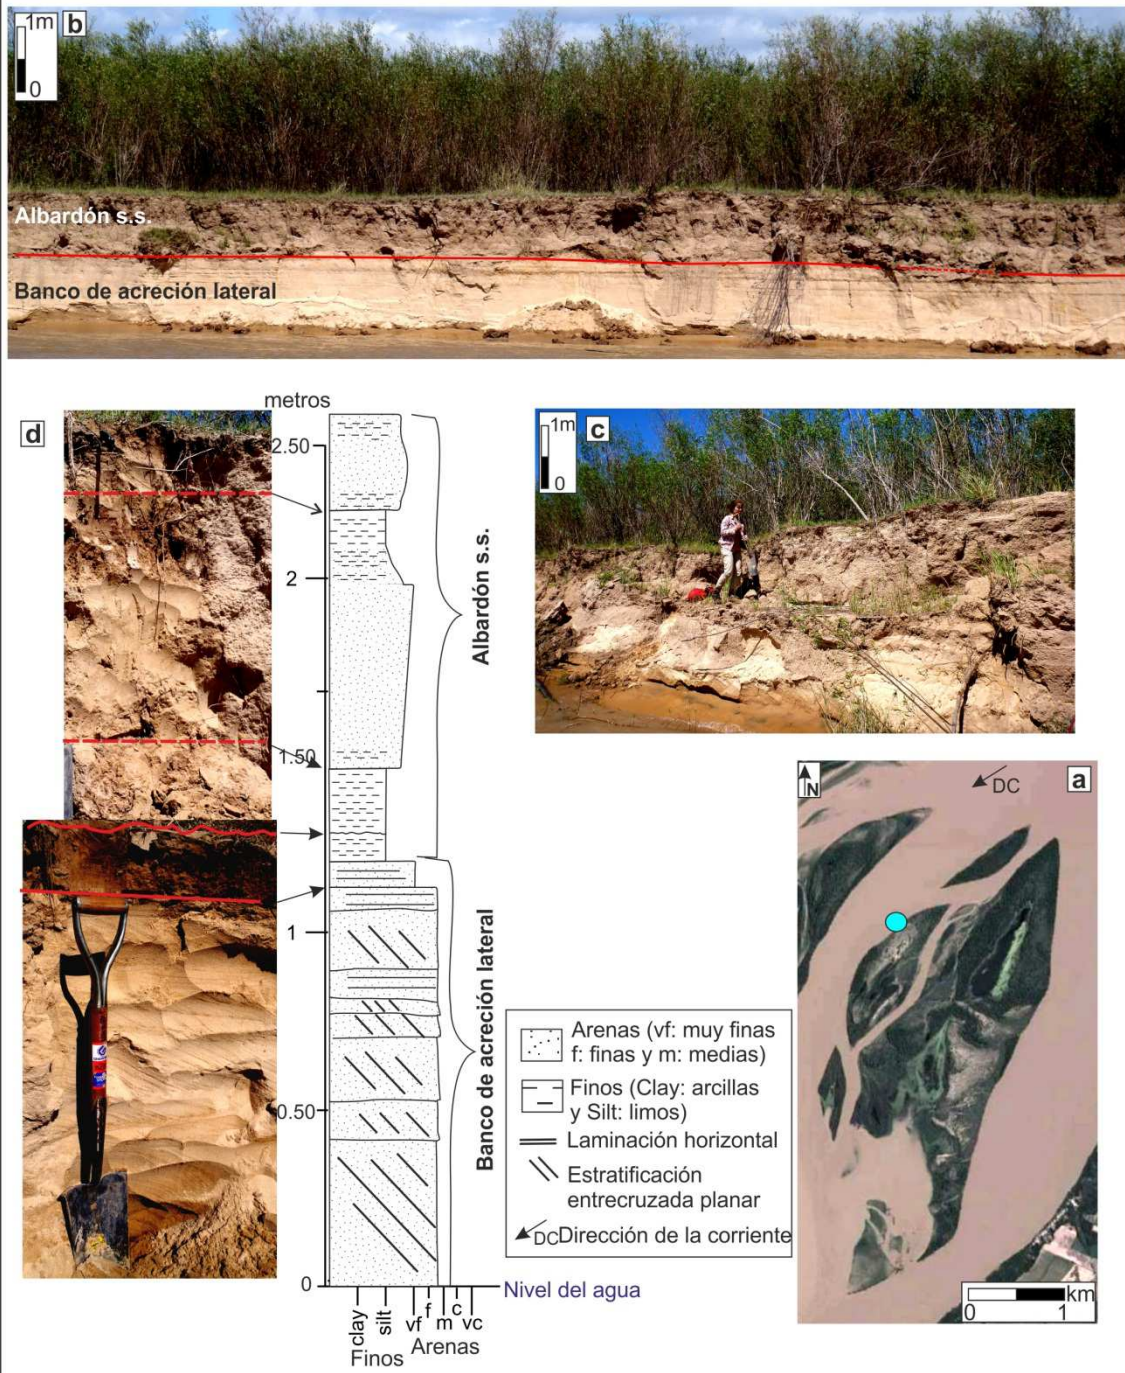 b
1m
0
Albardón s.s.
Banco de acreción lateral
d
metros
2.50
2
1.50
1
0.50
0
Albardón s.s.
Banco de acreción lateral
clay
silt
vf
f
m
c
vc
Finos
Arenas
Nivel del agua
c
1m
0
a
N
DC
km
0
1
Arenas (vf: muy finas
f: finas y m: medias)
Finos (Clay: arcillas
y Silt: limos)
Laminación horizontal
Estratificación
entrecruzada planar
DC Dirección de la corriente